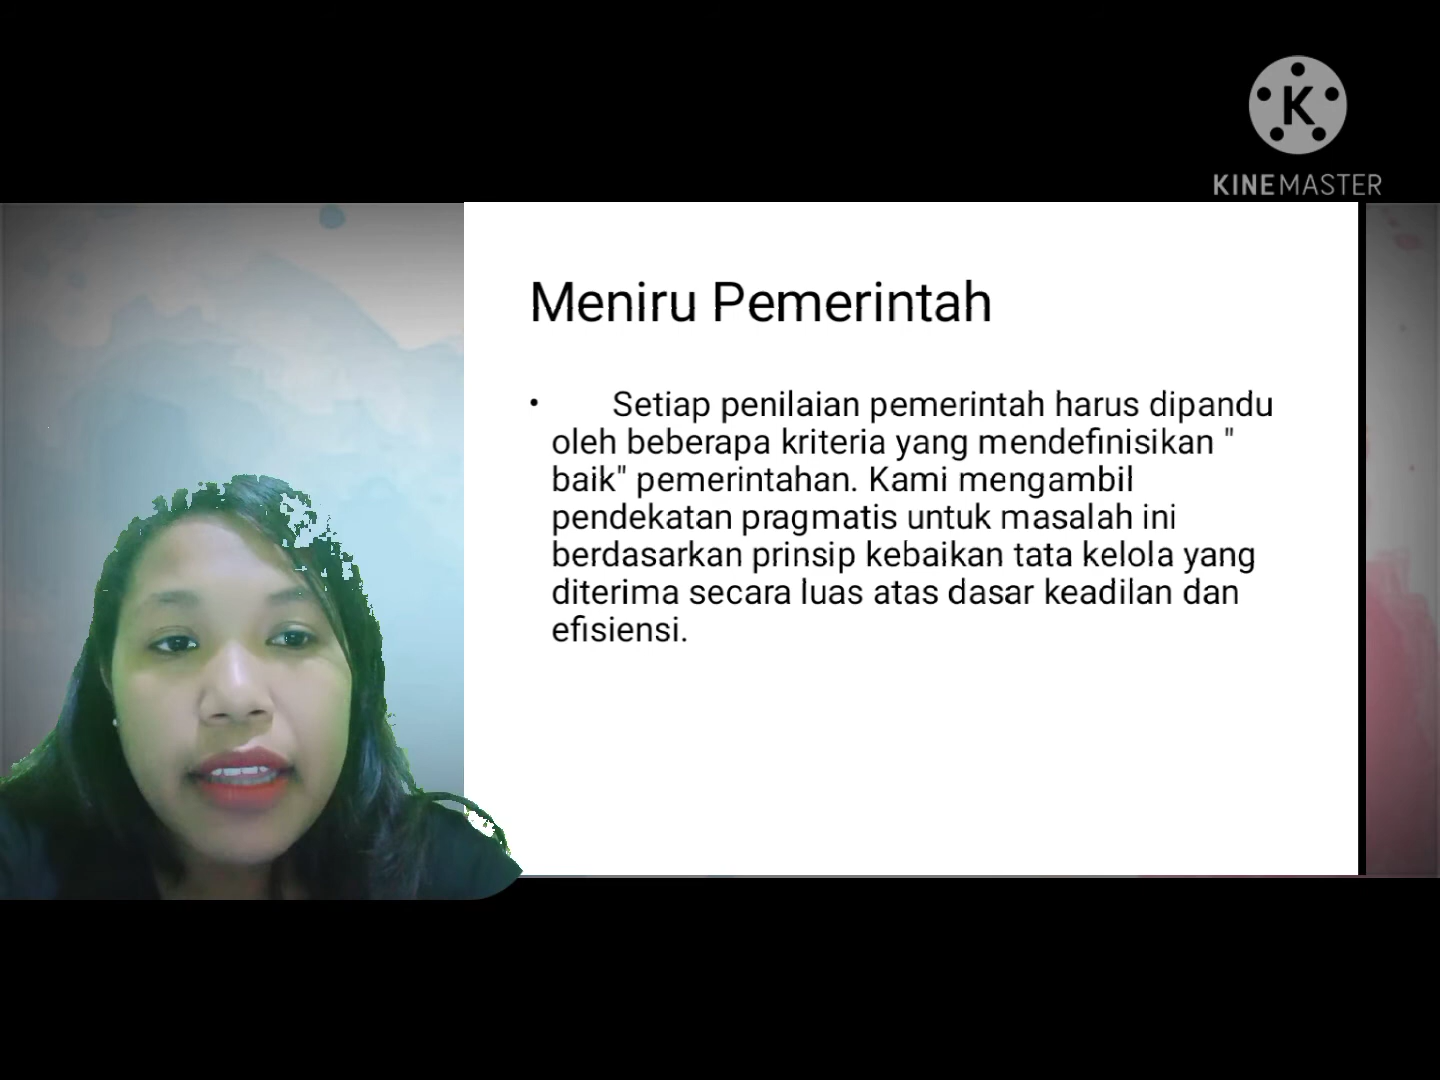 K
KINEMASTER
Meniru Pemerintah
• Setiap penilaian pemerintah harus dipandu
oleh beberapa kriteria yang mendefinisikan "
baik" pemerintahan. Kami mengambil
pendekatan pragmatis untuk masalah ini
berdasarkan prinsip kebaikan tata kelola yang
diterima secara luas atas dasar keadilan dan
efisiensi.